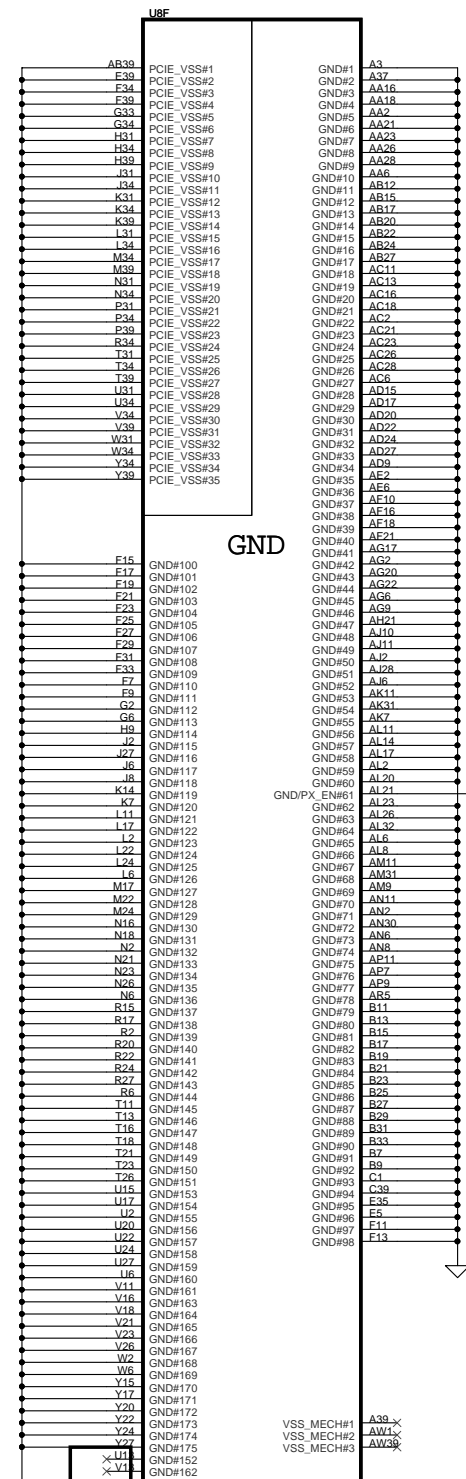 U8F
AB39 PCIE_VSS#1
E39 PCIE_VSS#2
F34 PCIE_VSS#3
F39 PCIE_VSS#4
G33 PCIE_VSS#5
G34 PCIE_VSS#6
H31 PCIE_VSS#7
H34 PCIE_VSS#8
H39 PCIE_VSS#9
J31 PCIE_VSS#10
J34 PCIE_VSS#11
K31 PCIE_VSS#12
K34 PCIE_VSS#13
K39 PCIE_VSS#14
L31 PCIE_VSS#15
L34 PCIE_VSS#16
M34 PCIE_VSS#17
M39 PCIE_VSS#18
N31 PCIE_VSS#19
N34 PCIE_VSS#20
P31 PCIE_VSS#21
P34 PCIE_VSS#22
P39 PCIE_VSS#23
R34 PCIE_VSS#24
T31 PCIE_VSS#25
T34 PCIE_VSS#26
T39 PCIE_VSS#27
U31 PCIE_VSS#28
U34 PCIE_VSS#29
V34 PCIE_VSS#30
V39 PCIE_VSS#31
W31 PCIE_VSS#32
W34 PCIE_VSS#33
Y34 PCIE_VSS#34
Y39 PCIE_VSS#35
GND
F15 GND#100
F17 GND#101
F19 GND#102
F21 GND#103
F23 GND#104
F25 GND#105
F27 GND#106
F29 GND#107
F31 GND#108
F33 GND#109
F7 GND#110
F9 GND#111
G2 GND#112
G6 GND#113
H9 GND#114
J2 GND#115
J27 GND#116
J6 GND#117
J8 GND#118
K14 GND#119
K7 GND#120
L11 GND#121
L17 GND#122
L2 GND#123
L22 GND#124
L24 GND#125
L6 GND#126
M17 GND#127
M22 GND#128
M24 GND#129
N16 GND#130
N18 GND#131
N2 GND#132
N21 GND#133
N23 GND#134
N26 GND#135
N6 GND#136
R15 GND#137
R17 GND#138
R2 GND#139
R20 GND#140
R22 GND#141
R24 GND#142
R27 GND#143
R6 GND#144
T11 GND#145
T13 GND#146
T16 GND#147
T18 GND#148
T21 GND#149
T23 GND#150
T26 GND#151
U15 GND#153
U17 GND#154
U2 GND#155
U20 GND#156
U22 GND#157
U24 GND#158
U27 GND#159
U6 GND#160
V11 GND#161
V16 GND#163
V18 GND#164
V21 GND#165
V23 GND#166
V26 GND#167
W2 GND#168
W6 GND#169
Y15 GND#170
Y17 GND#171
Y20 GND#172
Y22 GND#173
Y24 GND#174
Y27 GND#175
U13 GND#152
V13 GND#162
GND#1 A3
GND#2 A37
GND#3 AA16
GND#4 AA18
GND#5 AA2
GND#6 AA21
GND#7 AA23
GND#8 AA26
GND#9 AA28
GND#10 AA6
GND#11 AB12
GND#12 AB15
GND#13 AB17
GND#14 AB20
GND#15 AB22
GND#16 AB24
GND#17 AB27
GND#18 AC11
GND#19 AC13
GND#20 AC16
GND#21 AC18
GND#22 AC2
GND#23 AC21
GND#24 AC23
GND#25 AC26
GND#26 AC28
GND#27 AC6
GND#28 AD15
GND#29 AD17
GND#30 AD20
GND#31 AD22
GND#32 AD24
GND#33 AD27
GND#34 AD9
GND#35 AE2
GND#36 AE6
GND#37 AF10
GND#38 AF16
GND#39 AF18
GND#40 AF21
GND#41 AG17
GND#42 AG2
GND#43 AG20
GND#44 AG22
GND#45 AG6
GND#46 AG9
GND#47 AH21
GND#48 AJ10
GND#49 AJ11
GND#50 AJ2
GND#51 AJ28
GND#52 AJ6
GND#53 AK11
GND#54 AK31
GND#55 AK7
GND#56 AL11
GND#57 AL14
GND#58 AL17
GND#59 AL2
GND#60 AL20
GND/PX_EN#61 AL21
GND#62 AL23
GND#63 AL26
GND#64 AL32
GND#65 AL6
GND#66 AL8
GND#67 AM11
GND#68 AM31
GND#69 AM9
GND#70 AN11
GND#71 AN2
GND#72 AN30
GND#73 AN6
GND#74 AN8
GND#75 AP11
GND#76 AP7
GND#77 AP9
GND#78 AR5
GND#79 B11
GND#80 B13
GND#81 B15
GND#82 B17
GND#83 B19
GND#84 B21
GND#85 B23
GND#86 B25
GND#87 B27
GND#88 B29
GND#89 B31
GND#90 B33
GND#91 B7
GND#92 B9
GND#93 C1
GND#94 C39
GND#95 E35
GND#96 E5
GND#97 F11
GND#98 F13
VSS_MECH#1 A39
VSS_MECH#2 AW1
VSS_MECH#3 AW39